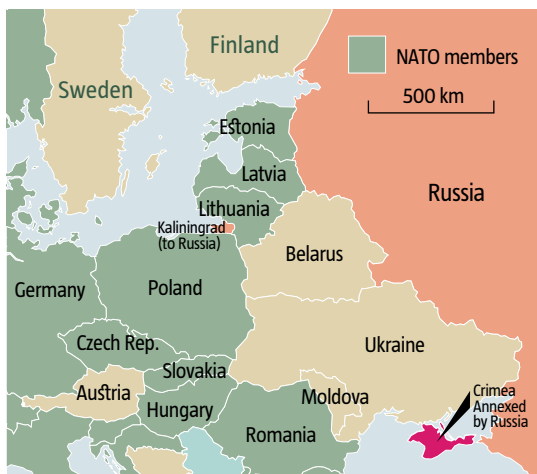 Finland
NATO members
Sweden
500 km
Estonia
Latvia
Russia
Lithuania
Kaliningrad
(to Russia)
Belarus
Germany
Poland
Ukraine
Czech Rep.
Slovakia
Austria
Moldova
Crimea
Annexed
by Russia
Hungary
Romania